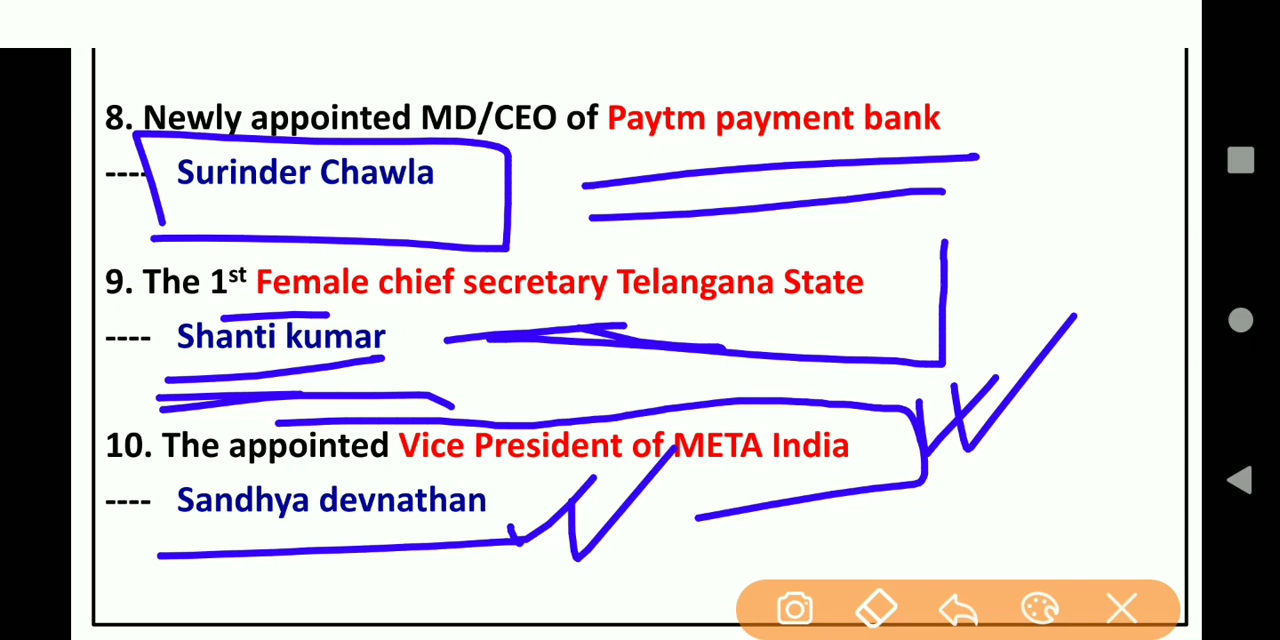 8. Newly appointed MD/CEO of Paytm payment bank
---- Surinder Chawla
9. The 1st Female chief secretary Telangana State
---- Shanti kumar
10. The appointed Vice President of META India
---- Sandhya devnathan